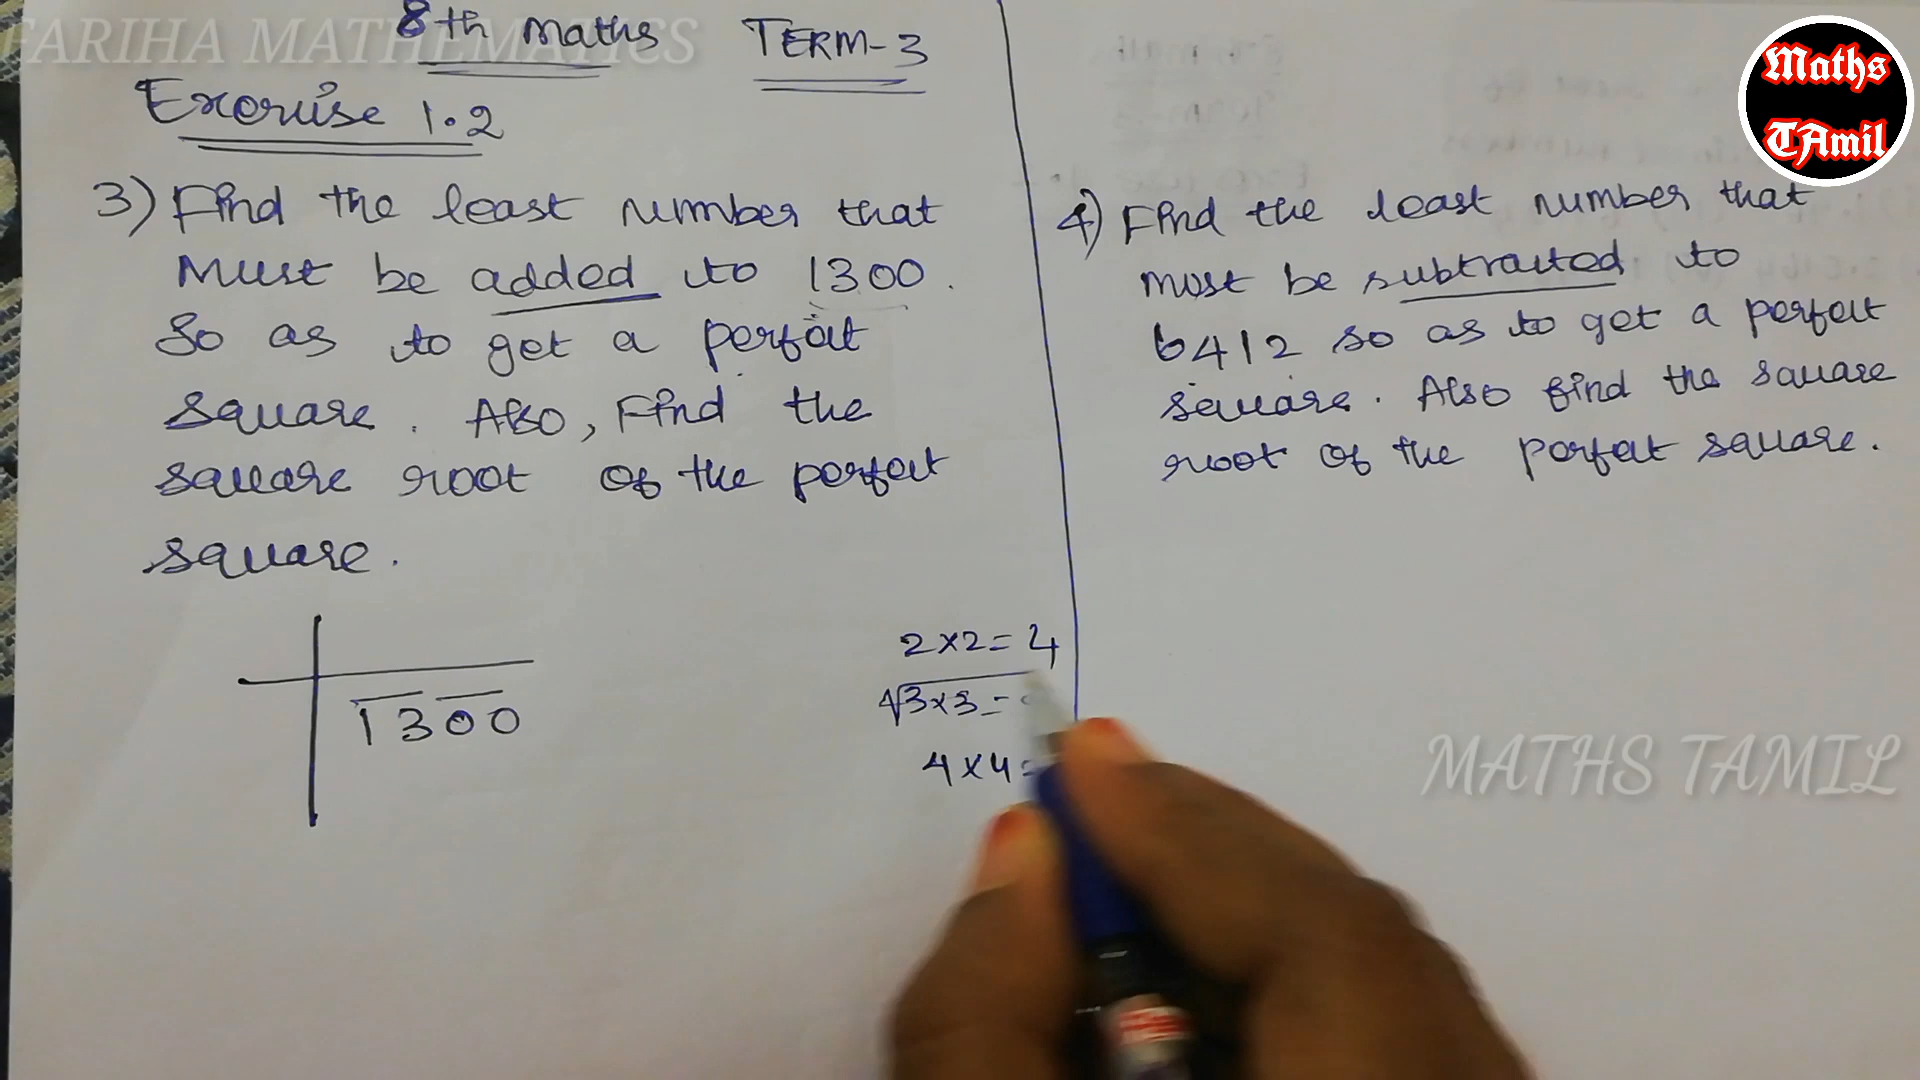 FARIHA MATHEMATICS
8th Maths TERM-3
Exercise 1.2
3) Find the least number that
Must be added to 1300.
So as to get a perfect
square. Also, Find the
square root of the perfect
square.
1300
2×2=4
3×3=
4×4=
4) Find the least number that
must be subtracted to
6412 so as to get a perfect
square. Also find the square
root of the perfect square.
Maths
TAmil
MATHS TAMIL